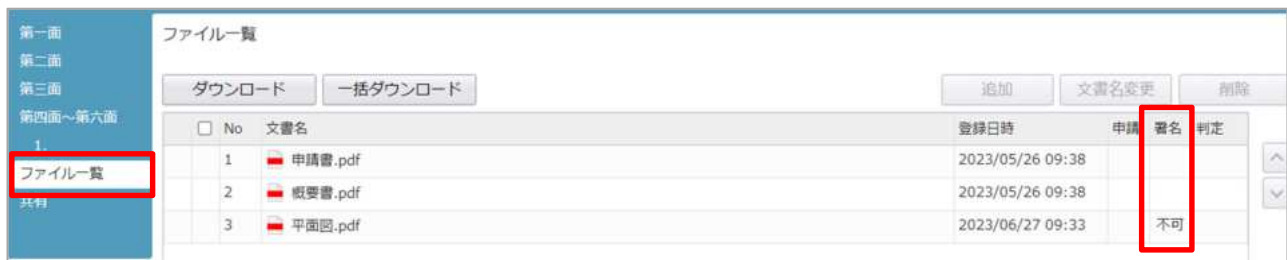 第一面
第二面
第三面
第四面～第六面
1.
ファイル一覧
共有
ファイル一覧
ダウンロード 一括ダウンロード 追加 文書名変更 削除
No 文書名 登録日時 申請 署名 判定
1 申請書.pdf 2023/05/26 09:38
2 概要書.pdf 2023/05/26 09:38
3 平面図.pdf 2023/06/27 09:33 不可